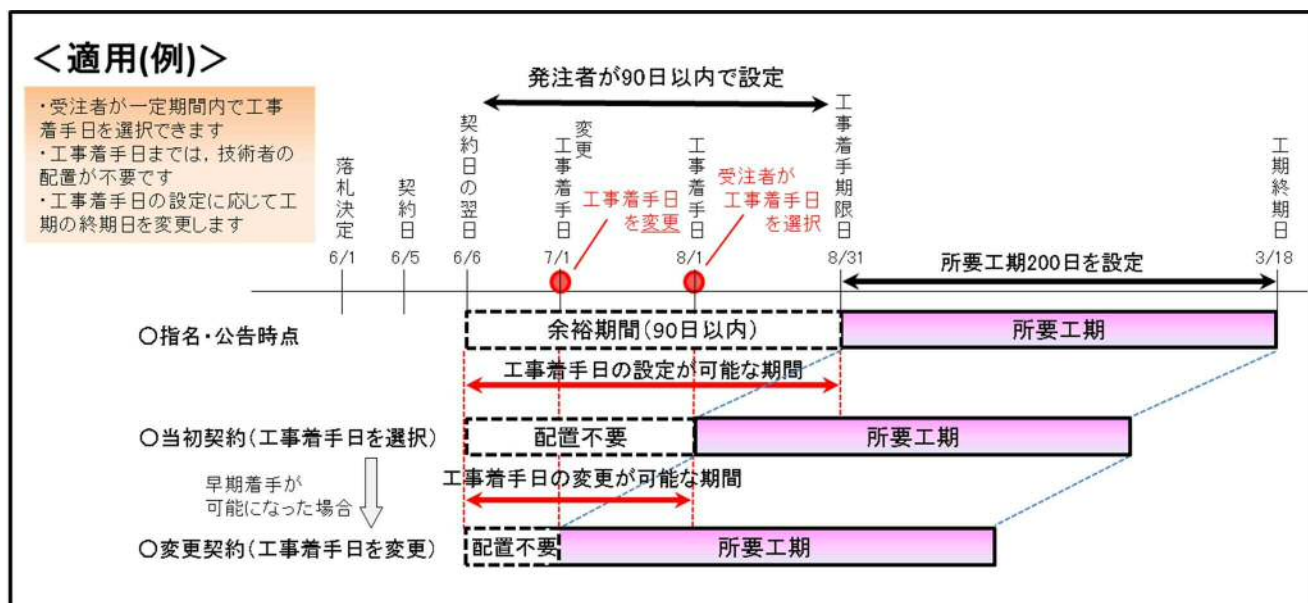 ＜適用(例)＞
・受注者が一定期間内で工事
着手日を選択できます
・工事着手日までは，技術者の
配置が不要です
・工事着手日の設定に応じて工
期の終期日を変更します
発注者が90日以内で設定
落札決定
契約日
契約日の翌日
変更
工事着手日
工事着手日
工事着手期限日
工期終期日
工事着手日
を変更
受注者が
工事着手日
を選択
6/1
6/5
6/6
7/1
8/1
8/31
3/18
所要工期200日を設定
○指名・公告時点
余裕期間(90日以内)
所要工期
工事着手日の設定が可能な期間
○当初契約(工事着手日を選択)
配置不要
所要工期
早期着手が
可能になった場合
工事着手日の変更が可能な期間
○変更契約(工事着手日を変更)
配置不要
所要工期